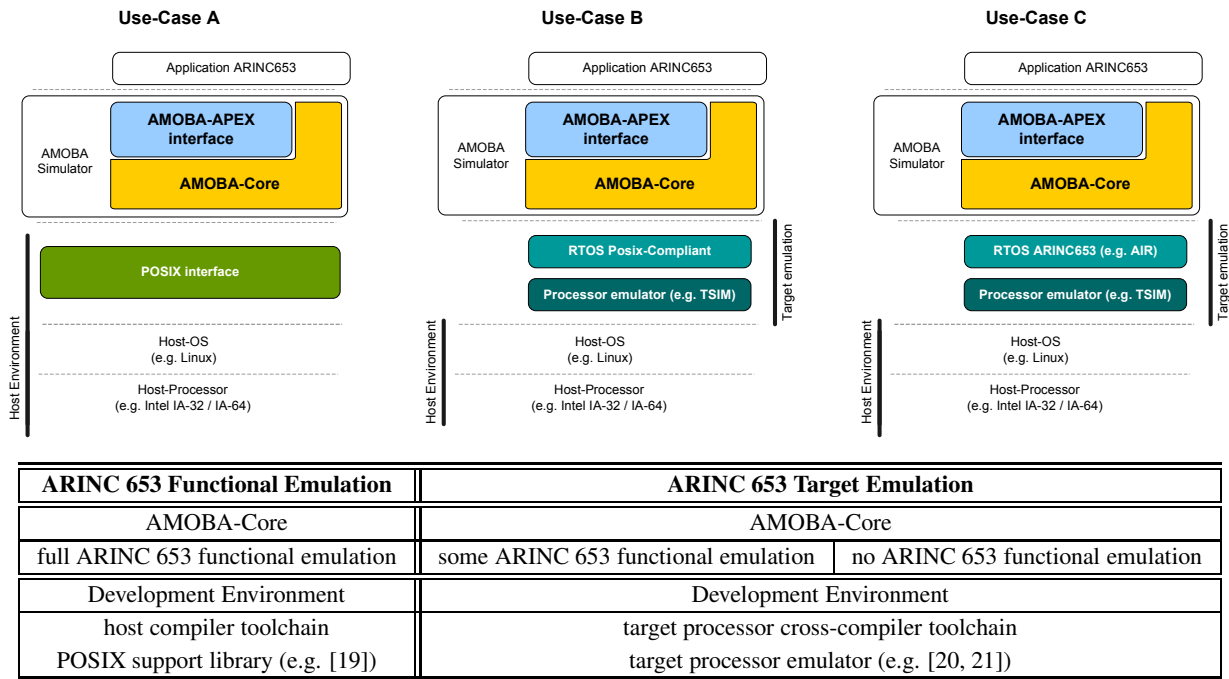 Use-Case A
Application ARINC653
AMOBA Simulator
AMOBA-APEX
interface
AMOBA-Core
POSIX interface
Host Environment
Host-OS
(e.g. Linux)
Host-Processor
(e.g. Intel IA-32 / IA-64)
Use-Case B
Application ARINC653
AMOBA Simulator
AMOBA-APEX
interface
AMOBA-Core
RTOS Posix-Compliant
Processor emulator (e.g. TSIM)
Target emulation
Host Environment
Host-OS
(e.g. Linux)
Host-Processor
(e.g. Intel IA-32 / IA-64)
Use-Case C
Application ARINC653
AMOBA Simulator
AMOBA-APEX
interface
AMOBA-Core
RTOS ARINC653 (e.g. AIR)
Processor emulator (e.g. TSIM)
Target emulation
Host Environment
Host-OS
(e.g. Linux)
Host-Processor
(e.g. Intel IA-32 / IA-64)
ARINC 653 Functional Emulation ARINC 653 Target Emulation
AMOBA-Core AMOBA-Core
full ARINC 653 functional emulation some ARINC 653 functional emulation no ARINC 653 functional emulation
Development Environment Development Environment
host compiler toolchain target processor cross-compiler toolchain
POSIX support library (e.g. [19]) target processor emulator (e.g. [20, 21])